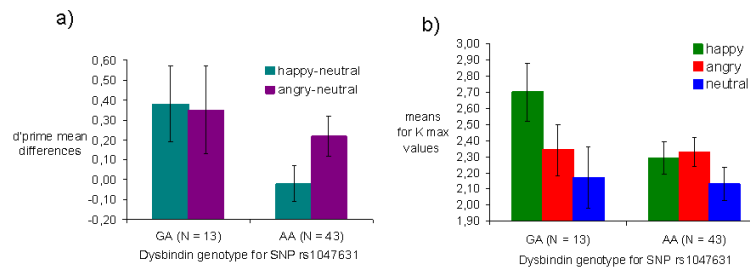 a)
0,60
0,50
0,40
0,30
0,20
0,10
0,00
-0,10
-0,20
d'prime mean
differences
happy-neutral
angry-neutral
GA (N = 13)
AA (N = 43)
Dysbindin genotype for SNP rs1047631
b)
3,00
2,90
2,80
2,70
2,60
2,50
2,40
2,30
2,20
2,10
2,00
1,90
means
for K max
values
happy
angry
neutral
GA (N = 13)
AA (N = 43)
Dysbindin genotype for SNP rs1047631